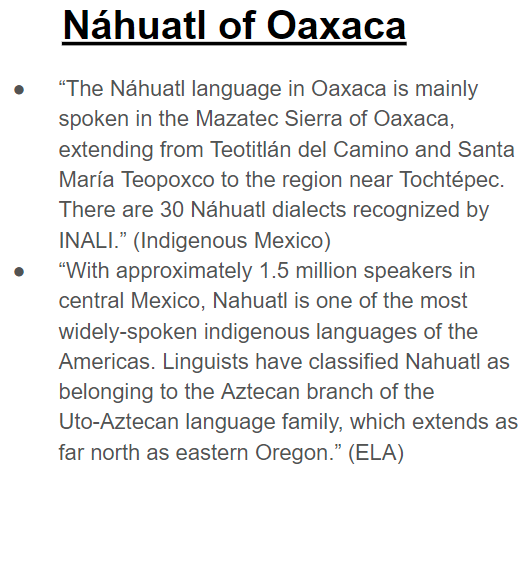 Náhuatl of Oaxaca
● “The Náhuatl language in Oaxaca is mainly
spoken in the Mazatec Sierra of Oaxaca,
extending from Teotitlán del Camino and Santa
María Teopoxco to the region near Tochtépec.
There are 30 Náhuatl dialects recognized by
INALI.” (Indigenous Mexico)
● “With approximately 1.5 million speakers in
central Mexico, Nahuatl is one of the most
widely-spoken indigenous languages of the
Americas. Linguists have classified Nahuatl as
belonging to the Aztecan branch of the
Uto-Aztecan language family, which extends as
far north as eastern Oregon.” (ELA)